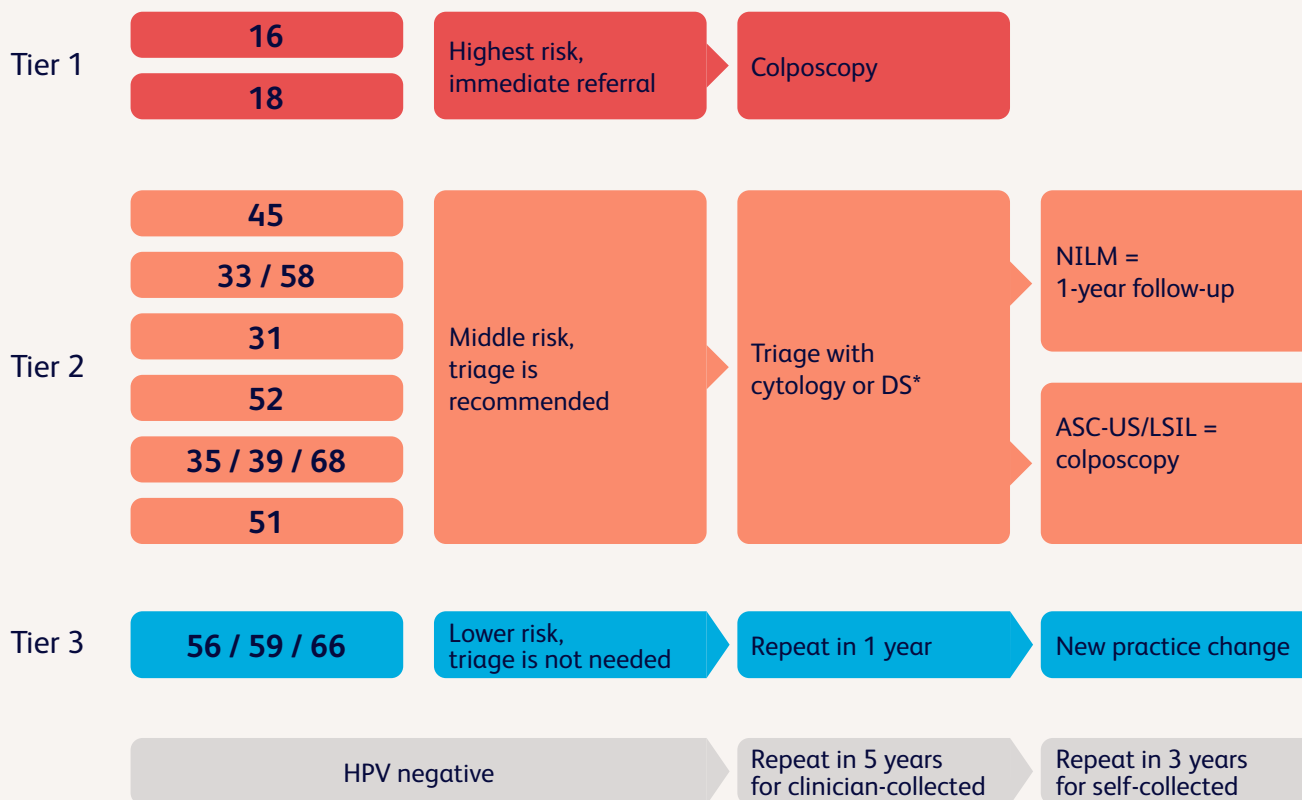 Tier 1
16
18
Highest risk,
immediate referral
Colposcopy
Tier 2
45
33 / 58
31
52
35 / 39 / 68
51
Middle risk,
triage is
recommended
Triage with
cytology or DS*
NILM =
1-year follow-up
ASC-US/LSIL =
colposcopy
Tier 3
56 / 59 / 66
Lower risk,
triage is not needed
Repeat in 1 year
New practice change
HPV negative
Repeat in 5 years
for clinician-collected
Repeat in 3 years
for self-collected